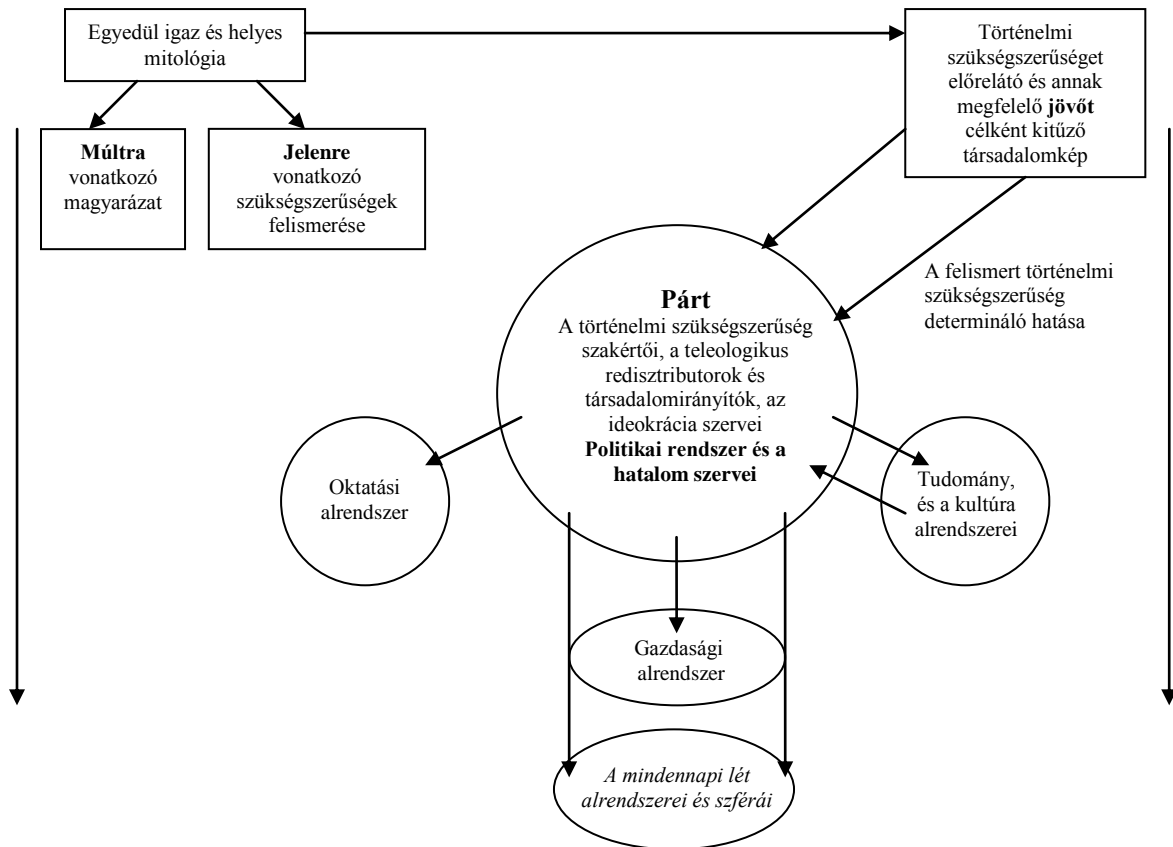 Egyedül igaz és helyes
mitológia
Történelmi
szükségszerűséget
előrelátó és annak
megfelelő jövőt
célként kitűző
társadalomkép
Múltra
vonatkozó
magyarázat
Jelenre
vonatkozó
szükségszerűségek
felismerése
A felismert történelmi
szükségszerűség
determináló hatása
Párt
A történelmi szükségszerűség
szakértői, a teleologikus
redisztributorok és
társadalomirányítók, az
ideokrácia szervei
Politikai rendszer és a
hatalom szervei
Oktatási
alrendszer
Tudomány,
és a kultúra
alrendszerei
Gazdasági
alrendszer
A mindennapi lét
alrendszerei és szférái